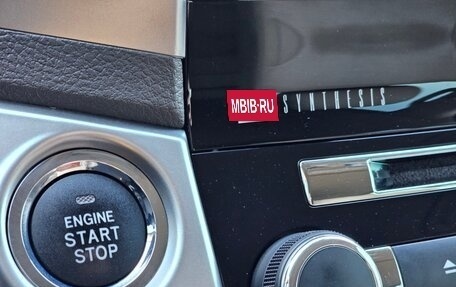 MBIB·RU
SYNTHESIS
ENGINE
START
STOP